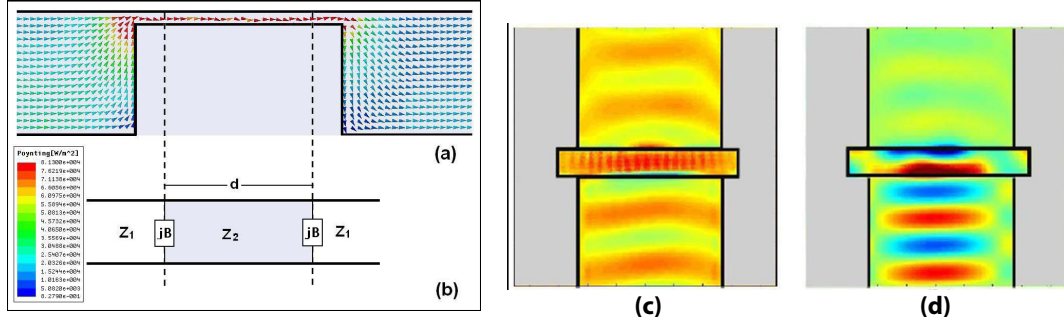 (a)
Poynting[W/m^2]
8.1300e+004
7.6219e+004
7.1138e+004
6.6056e+004
6.0975e+004
5.5894e+004
5.0813e+004
4.5732e+004
4.0650e+004
3.5569e+004
3.0488e+004
2.5407e+004
2.0326e+004
1.5244e+004
1.0163e+004
5.0820e+003
8.2790e-001
d
Z1 jB Z2 jB Z1
(b)
(c)
(d)